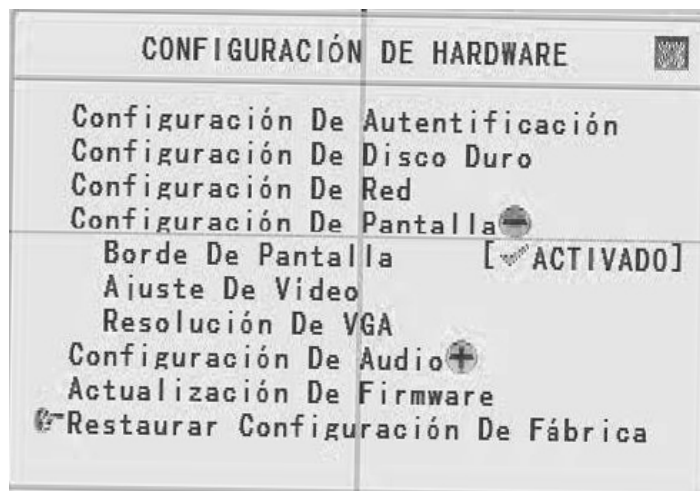 CONFIGURACIÓN DE HARDWARE
Configuración De Autentificación
Configuración De Disco Duro
Configuración De Red
Configuración De Pantalla
Borde De Pantalla [✓ACTIVADO]
Ajuste De Vídeo
Resolución De VGA
Configuración De Audio
Actualización De Firmware
Restaurar Configuración De Fábrica